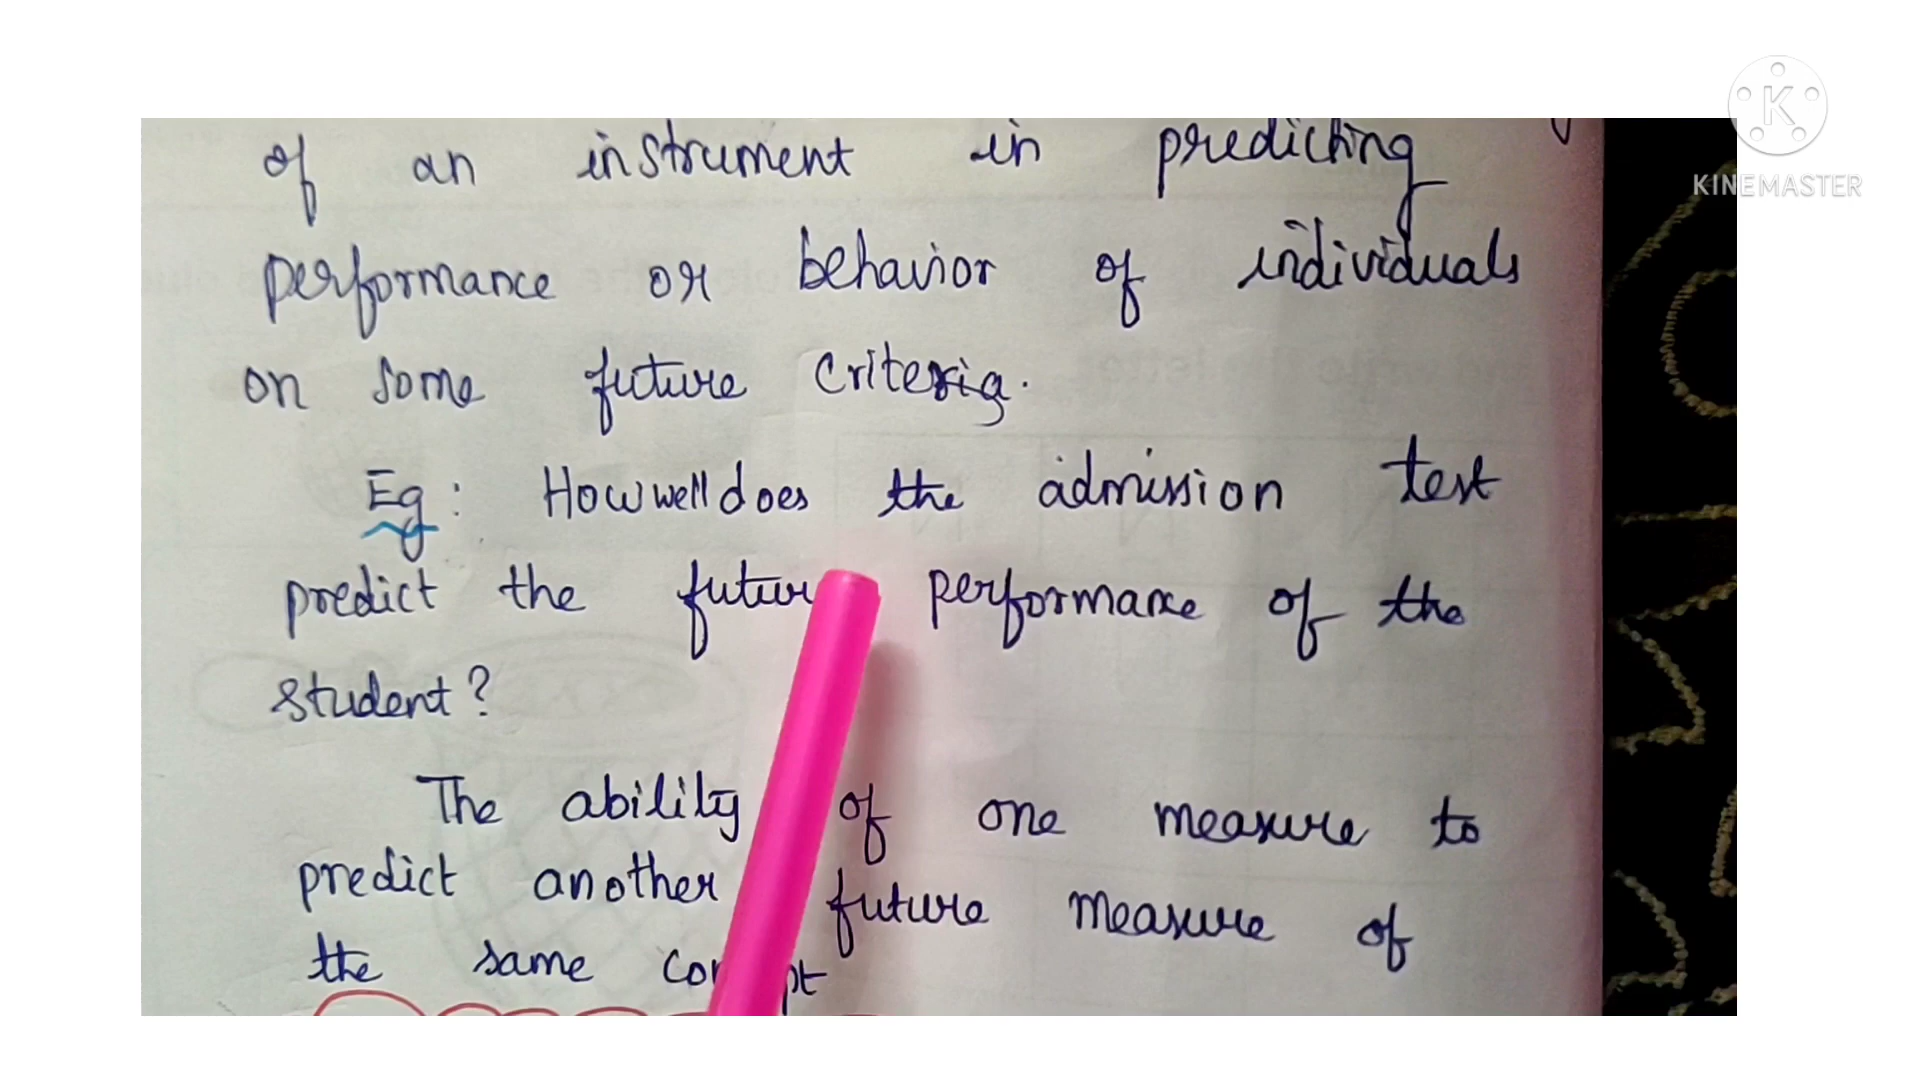 of an instrument in predicting
performance or behavior of individuals
on some future criteria.
Eg: How well does the admission test
predict the futur performance of the
student?
The ability of one measure to
predict another future measure of
the same
K
KINEMASTER